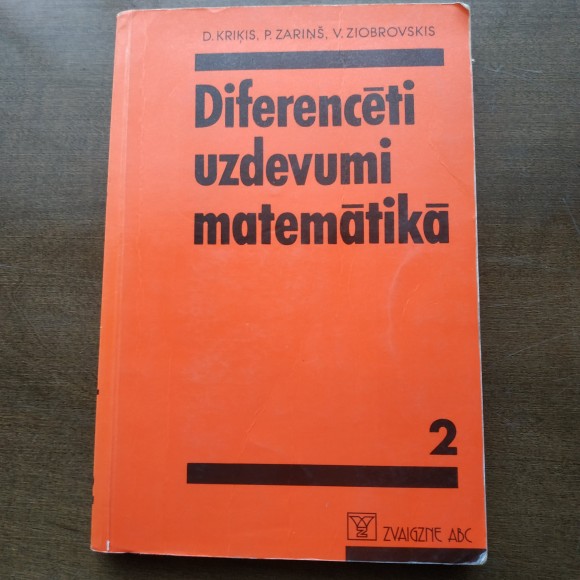 D. KRIĶIS, P. ZARIŅŠ, V. ZIOBROVSKIS
Diferencēti
uzdevumi
matemātikā
2
ZVAIGZNE ABC